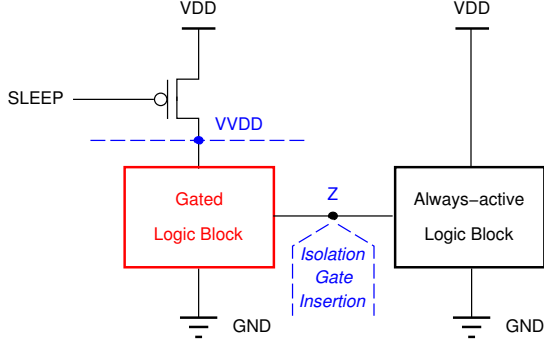 VDD
VDD
SLEEP
VVDD
Gated
Logic Block
Z
Always-active
Logic Block
Isolation
Gate
Insertion
GND
GND